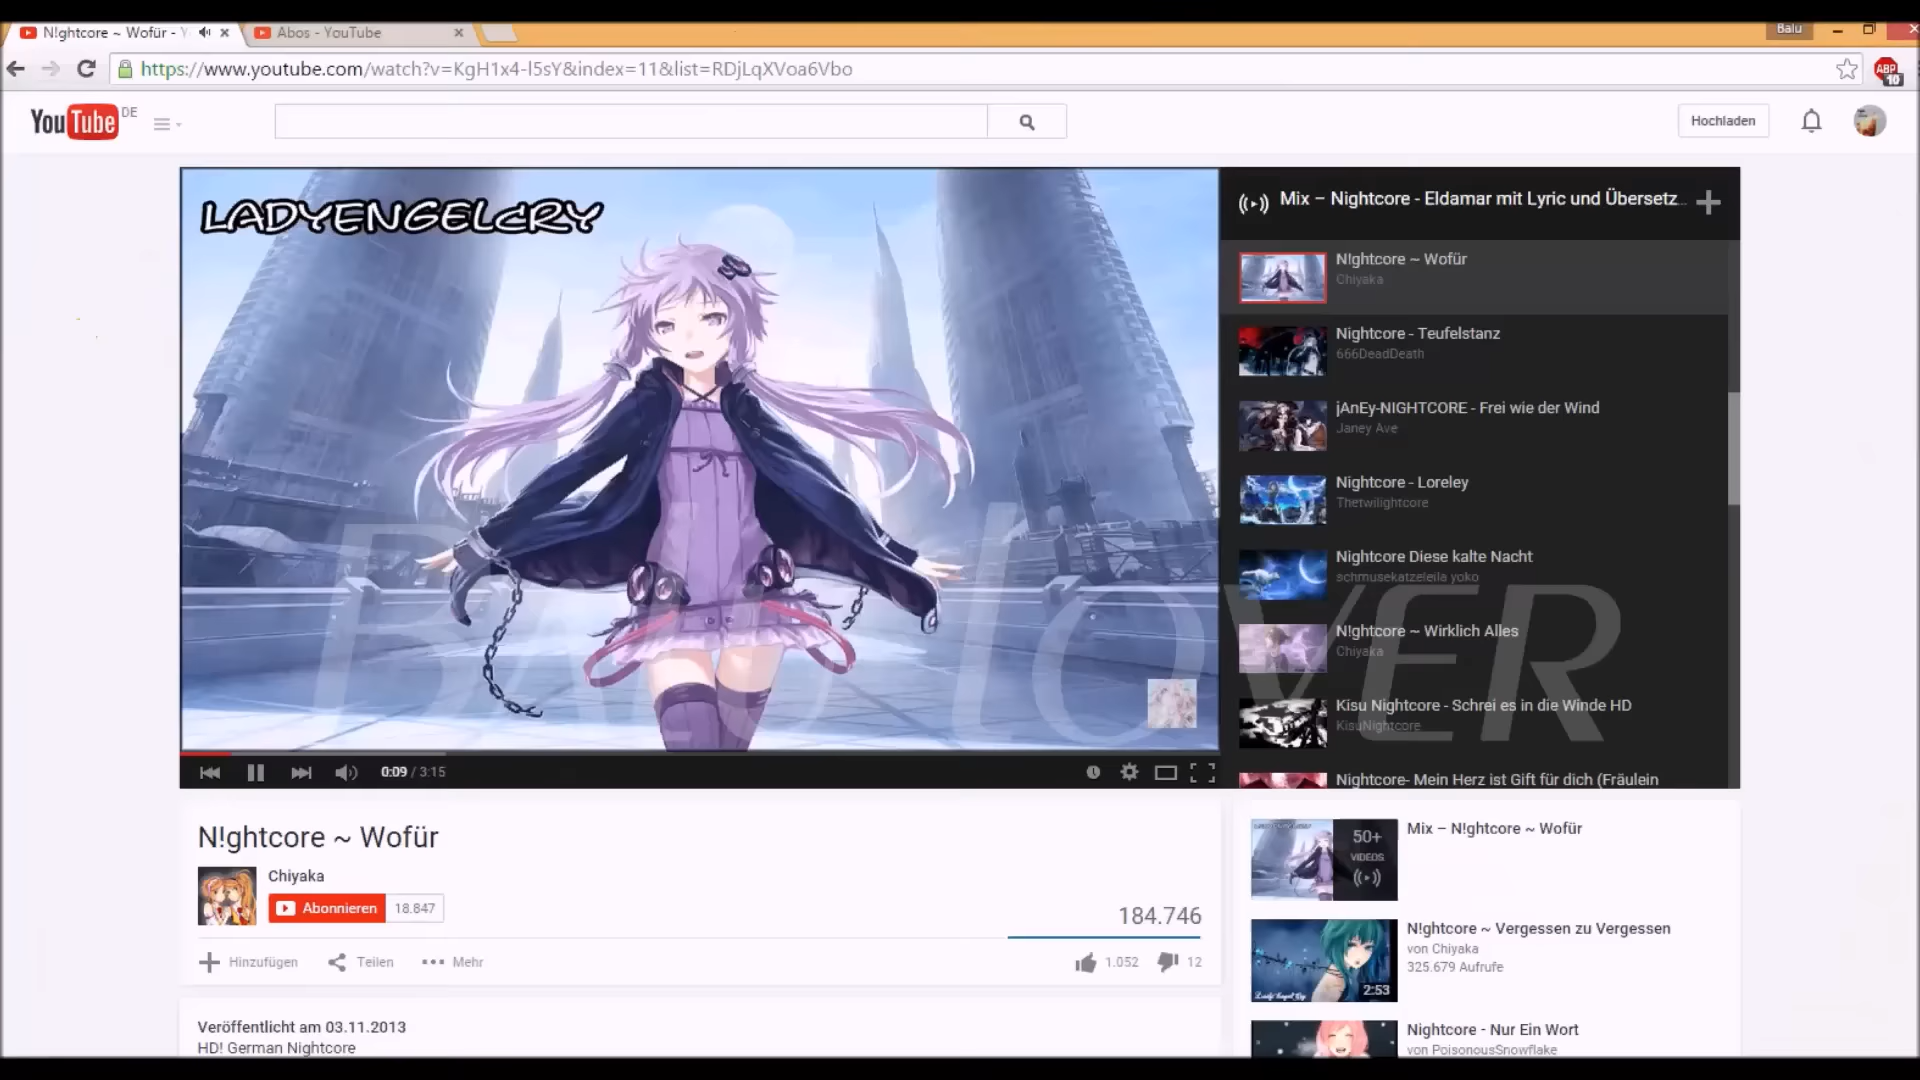 N!ghtcore ~ Wofür - Y
Abos - YouTube
Balu
https://www.youtube.com/watch?v=KgH1x4-l5sY&index=11&list=RDjLqXVoa6Vbo
ABP
10
YouTube DE
Hochladen
LADYENGELCRY
Mix – Nightcore - Eldamar mit Lyric und Übersetz...
N!ghtcore ~ Wofür
Chiyaka
Nightcore - Teufelstanz
666DeadDeath
jAnEy-NIGHTCORE - Frei wie der Wind
Janey Ave
Nightcore - Loreley
Thetwilightcore
Nightcore Diese kalte Nacht
schmusekatzeleila yoko
N!ghtcore ~ Wirklich Alles
Chiyaka
Kisu Nightcore - Schrei es in die Winde HD
KisuNightcore
Nightcore- Mein Herz ist Gift für dich (Fräulein
0:09 / 3:15
N!ghtcore ~ Wofür
Chiyaka
Abonnieren 18.847
184.746
Hinzufügen Teilen Mehr
1.052 12
Veröffentlicht am 03.11.2013
HD! German Nightcore
50+
VIDEOS
Mix – N!ghtcore ~ Wofür
2:53
N!ghtcore ~ Vergessen zu Vergessen
von Chiyaka
325.679 Aufrufe
Nightcore - Nur Ein Wort
von PoisonousSnowflake